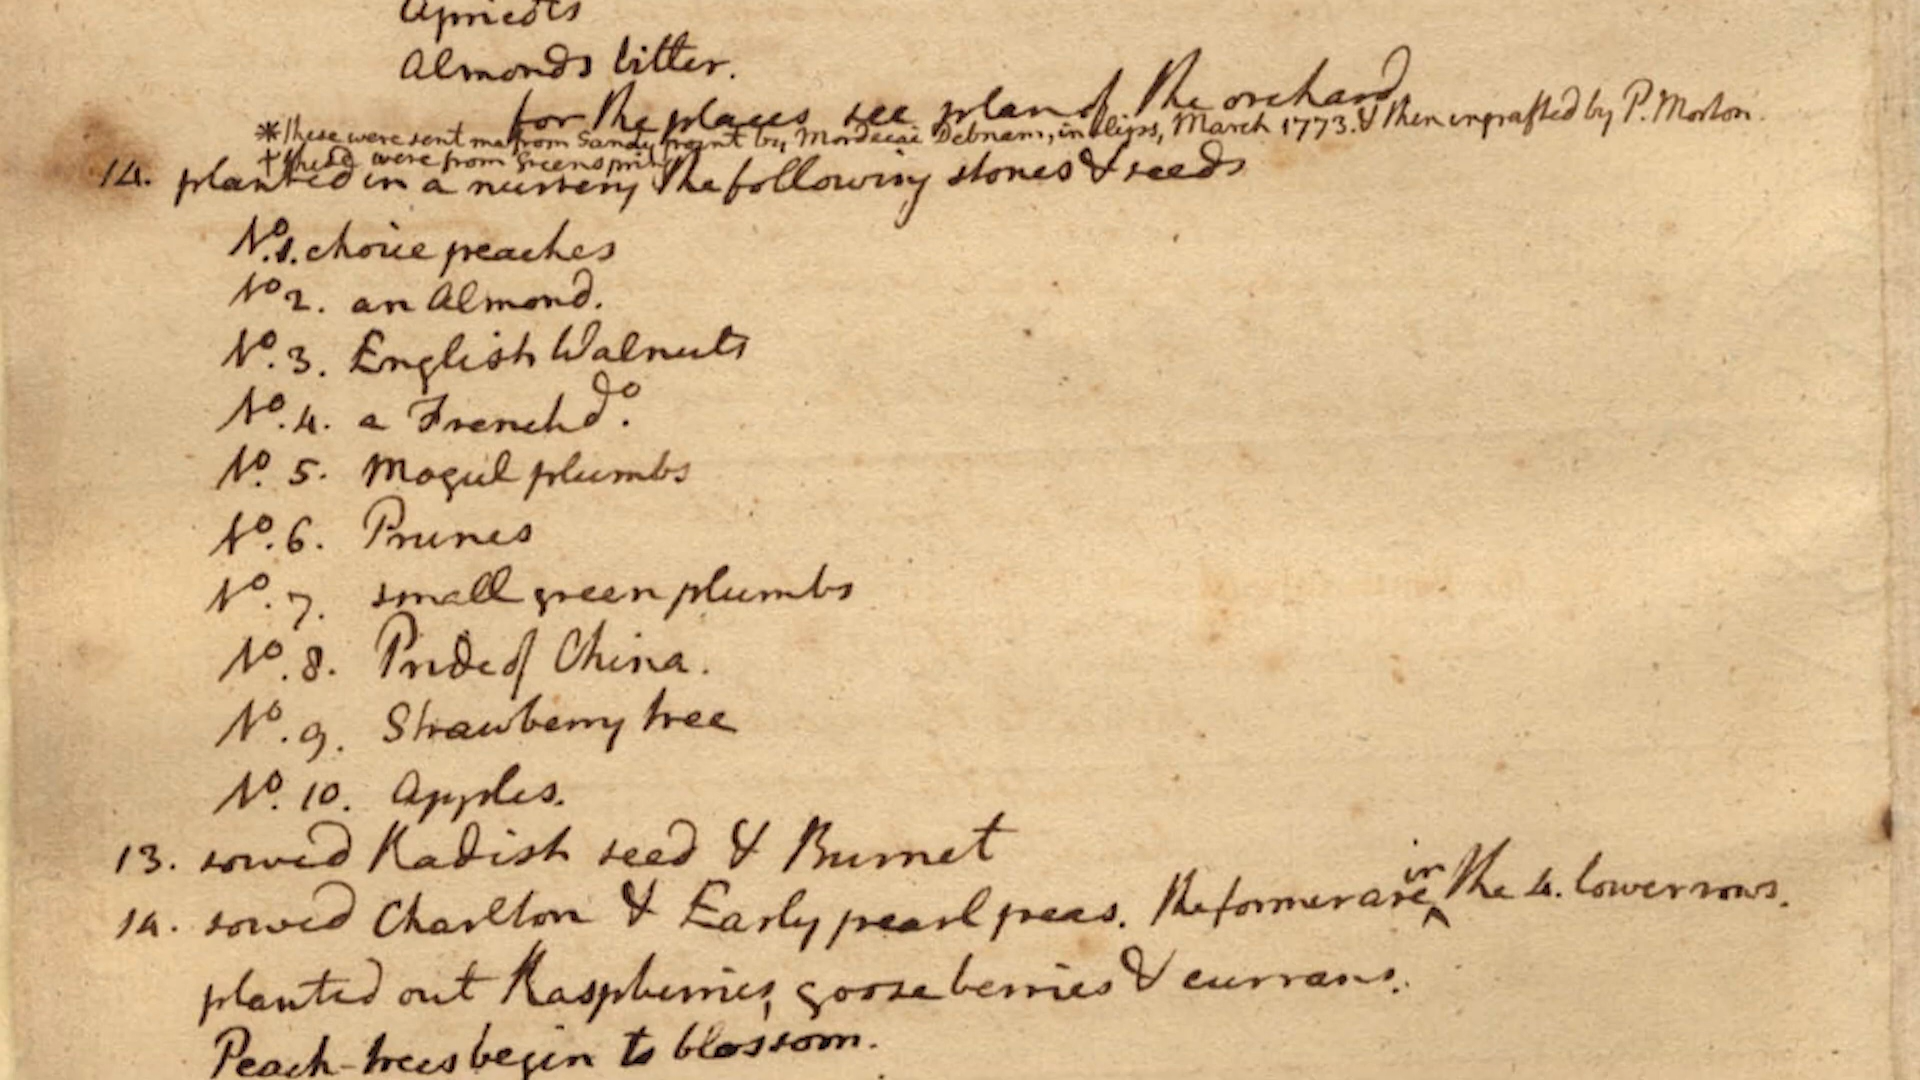 Apricots
Almonds bitter.
for the places see plan of the orchard.
*these were sent me from Sandy point by Mordecai Debnam, in slips, March 1773. & then ingrafted by P. Morton.
†these were from Greenspring
14. planted in a nursery the following stones & seeds
No. 1. choice peaches
No 2. an Almond.
No. 3. English Walnuts
No. 4. a French do.
No. 5. Mogul plumbs
No. 6. Prunes
No. 7. small green plumbs
No. 8. Pride of China.
No. 9. Strawberry tree
No. 10. Apples.
13. sowed Radish seed & Burnet
14. sowed Charlton & Early pearl peas. the former are in the 4. lower rows.
planted out Raspberries, gooseberries & currans.
Peach-trees begin to blossom.